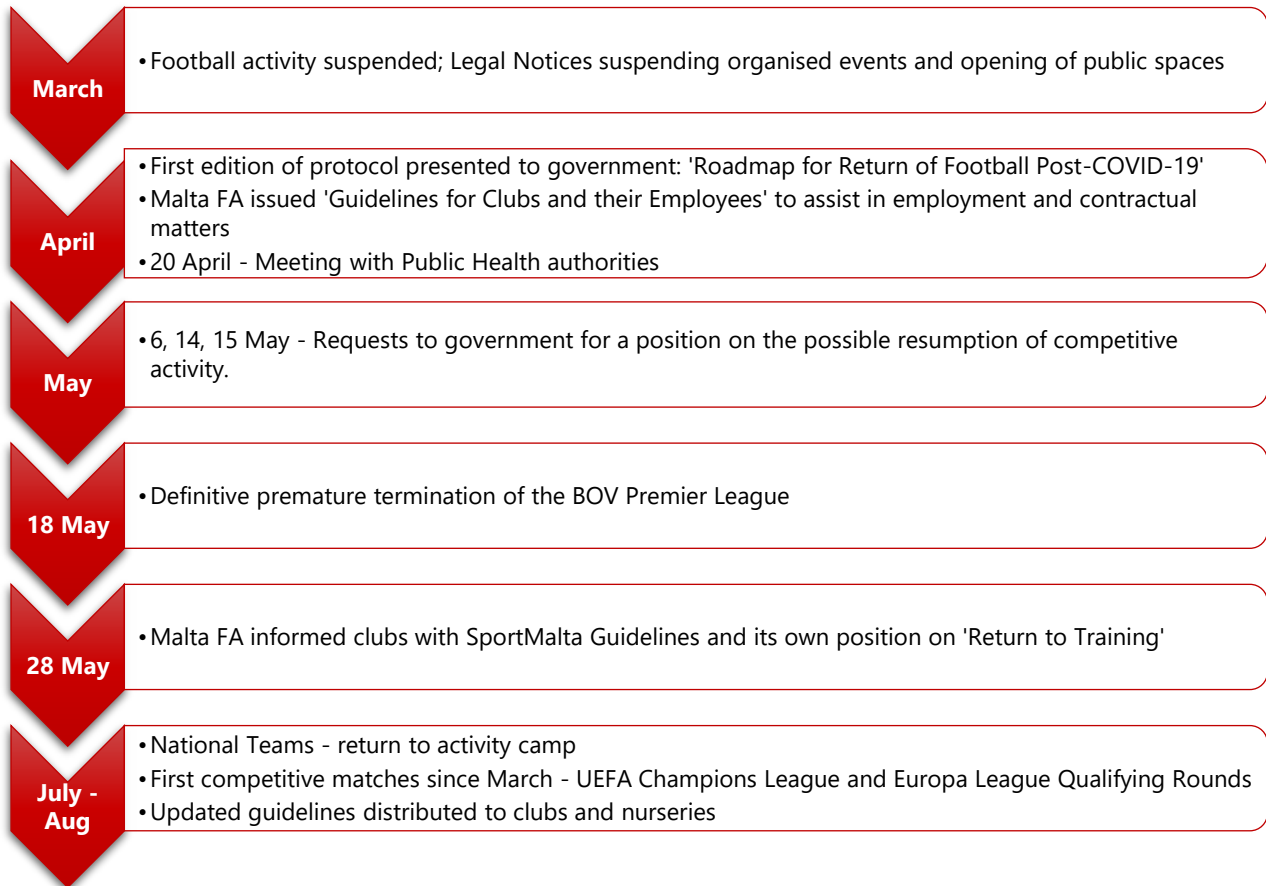 March
•Football activity suspended; Legal Notices suspending organised events and opening of public spaces
April
•First edition of protocol presented to government: 'Roadmap for Return of Football Post-COVID-19'
•Malta FA issued 'Guidelines for Clubs and their Employees' to assist in employment and contractual
matters
•20 April - Meeting with Public Health authorities
May
•6, 14, 15 May - Requests to government for a position on the possible resumption of competitive
activity.
18 May
•Definitive premature termination of the BOV Premier League
28 May
•Malta FA informed clubs with SportMalta Guidelines and its own position on 'Return to Training'
July -
Aug
•National Teams - return to activity camp
•First competitive matches since March - UEFA Champions League and Europa League Qualifying Rounds
•Updated guidelines distributed to clubs and nurseries